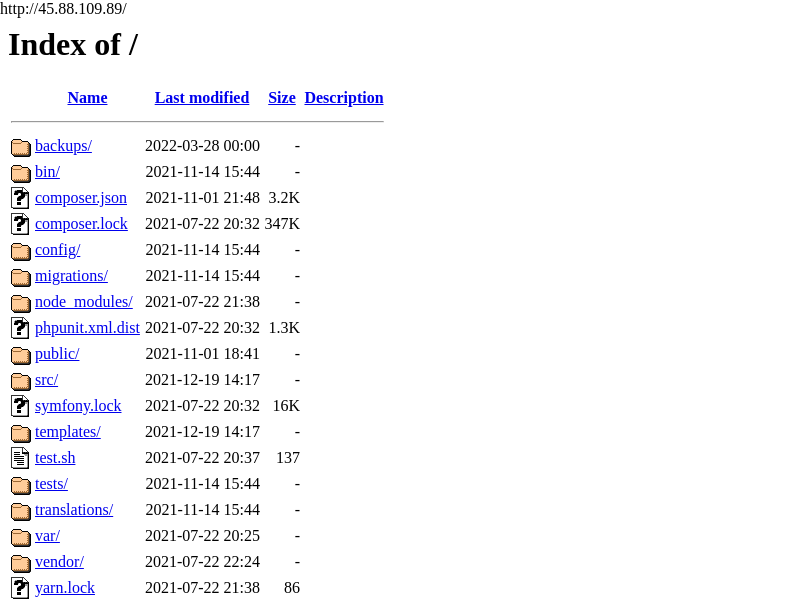 http://45.88.109.89/
Index of /
Name Last modified Size Description
backups/ 2022-03-28 00:00 -
bin/ 2021-11-14 15:44 -
composer.json 2021-11-01 21:48 3.2K
composer.lock 2021-07-22 20:32 347K
config/ 2021-11-14 15:44 -
migrations/ 2021-11-14 15:44 -
node_modules/ 2021-07-22 21:38 -
phpunit.xml.dist 2021-07-22 20:32 1.3K
public/ 2021-11-01 18:41 -
src/ 2021-12-19 14:17 -
symfony.lock 2021-07-22 20:32 16K
templates/ 2021-12-19 14:17 -
test.sh 2021-07-22 20:37 137
tests/ 2021-11-14 15:44 -
translations/ 2021-11-14 15:44 -
var/ 2021-07-22 20:25 -
vendor/ 2021-07-22 22:24 -
yarn.lock 2021-07-22 21:38 86